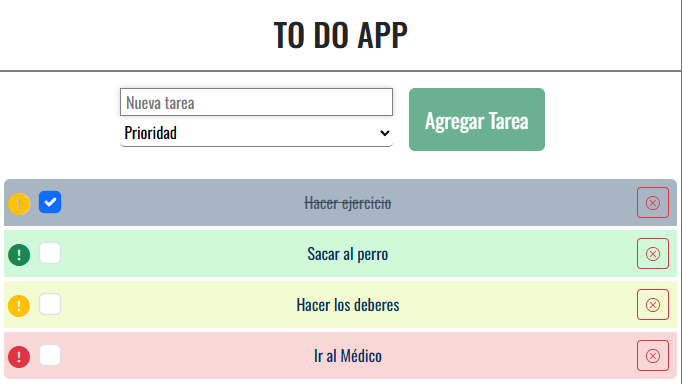 TO DO APP
Nueva tarea
Prioridad
Agregar Tarea
Hacer ejercicio
Sacar al perro
Hacer los deberes
Ir al Médico